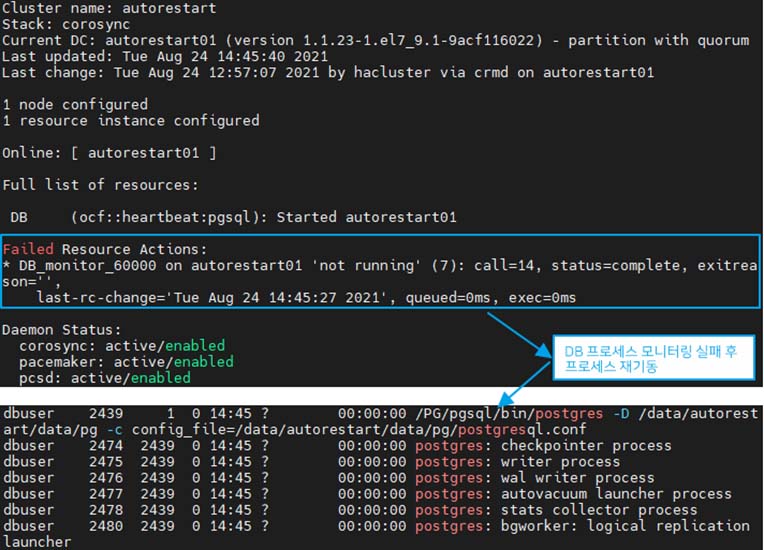 Cluster name: autorestart
Stack: corosync
Current DC: autorestart01 (version 1.1.23-1.el7_9.1-9acf116022) - partition with quorum
Last updated: Tue Aug 24 14:45:40 2021
Last change: Tue Aug 24 12:57:07 2021 by hacluster via crmd on autorestart01
1 node configured
1 resource instance configured
Online: [ autorestart01 ]
Full list of resources:
DB     (ocf::heartbeat:pgsql): Started autorestart01
Failed Resource Actions:
* DB_monitor_60000 on autorestart01 'not running' (7): call=14, status=complete, exitrea
son='',
last-rc-change='Tue Aug 24 14:45:27 2021', queued=0ms, exec=0ms
Daemon Status:
corosync: active/enabled
pacemaker: active/enabled
pcsd: active/enabled
DB 프로세스 모니터링 실패 후
프로세스 재기동
dbuser    2439     1  0 14:45 ?        00:00:00 /PG/pgsql/bin/postgres -D /data/autorest
art/data/pg -c config_file=/data/autorestart/data/pg/postgresql.conf
dbuser    2474  2439  0 14:45 ?        00:00:00 postgres: checkpointer process
dbuser    2475  2439  0 14:45 ?        00:00:00 postgres: writer process
dbuser    2476  2439  0 14:45 ?        00:00:00 postgres: wal writer process
dbuser    2477  2439  0 14:45 ?        00:00:00 postgres: autovacuum launcher process
dbuser    2478  2439  0 14:45 ?        00:00:00 postgres: stats collector process
dbuser    2480  2439  0 14:45 ?        00:00:00 postgres: bgworker: logical replication
launcher